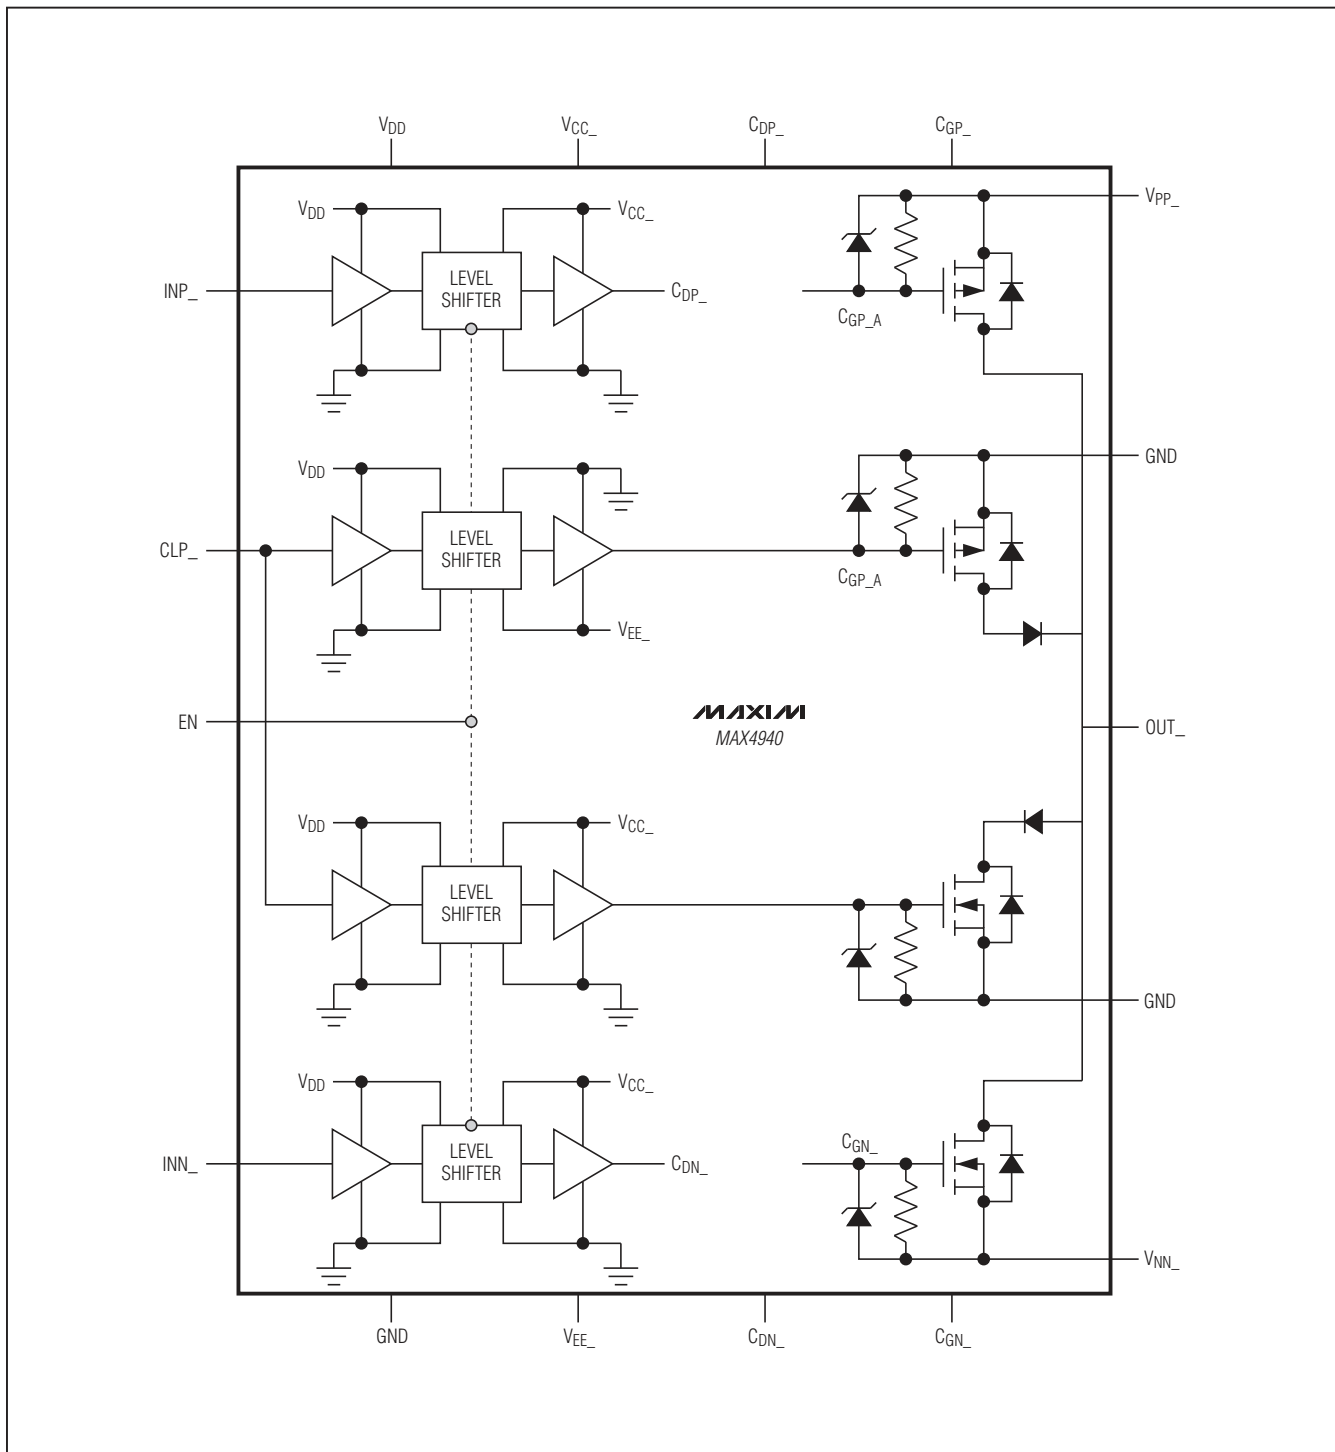 VDD
VCC_
CDP_
CGP_
VDD
VCC_
VPP_
LEVEL
SHIFTER
INP_
CDP_
CGP_A
VDD
GND
LEVEL
SHIFTER
CLP_
CGP_A
VEE_
EN
MAXIM
MAX4940
OUT_
VDD
VCC_
LEVEL
SHIFTER
GND
VDD
VCC_
LEVEL
SHIFTER
INN_
CDN_
CGN_
VNN_
GND
VEE_
CDN_
CGN_